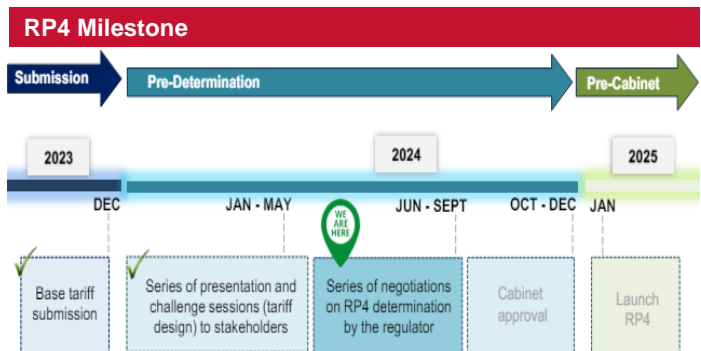 RP4 Milestone
Submission
Pre-Determination
Pre-Cabinet
2023
2024
2025
DEC
JAN - MAY
JUN - SEPT
OCT - DEC
JAN
WE
ARE
HERE
Base tariff
submission
Series of presentation and
challenge sessions (tariff
design) to stakeholders
Series of negotiations
on RP4 determination
by the regulator
Cabinet
approval
Launch
RP4